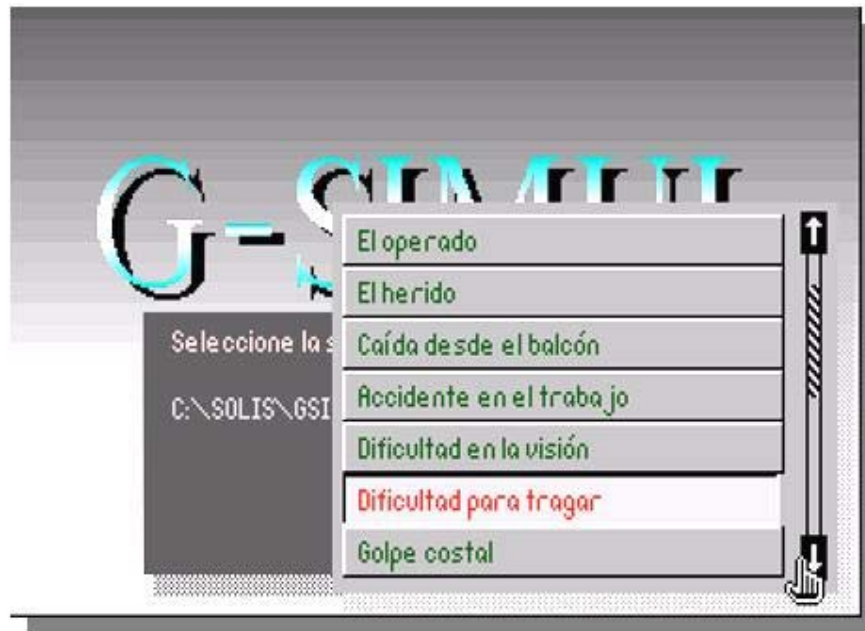 G-SIMUL
Seleccione la s
C:\SOLIS\GSI
El operado
El herido
Caída desde el balcón
Accidente en el trabajo
Dificultad en la visión
Dificultad para tragar
Golpe costal